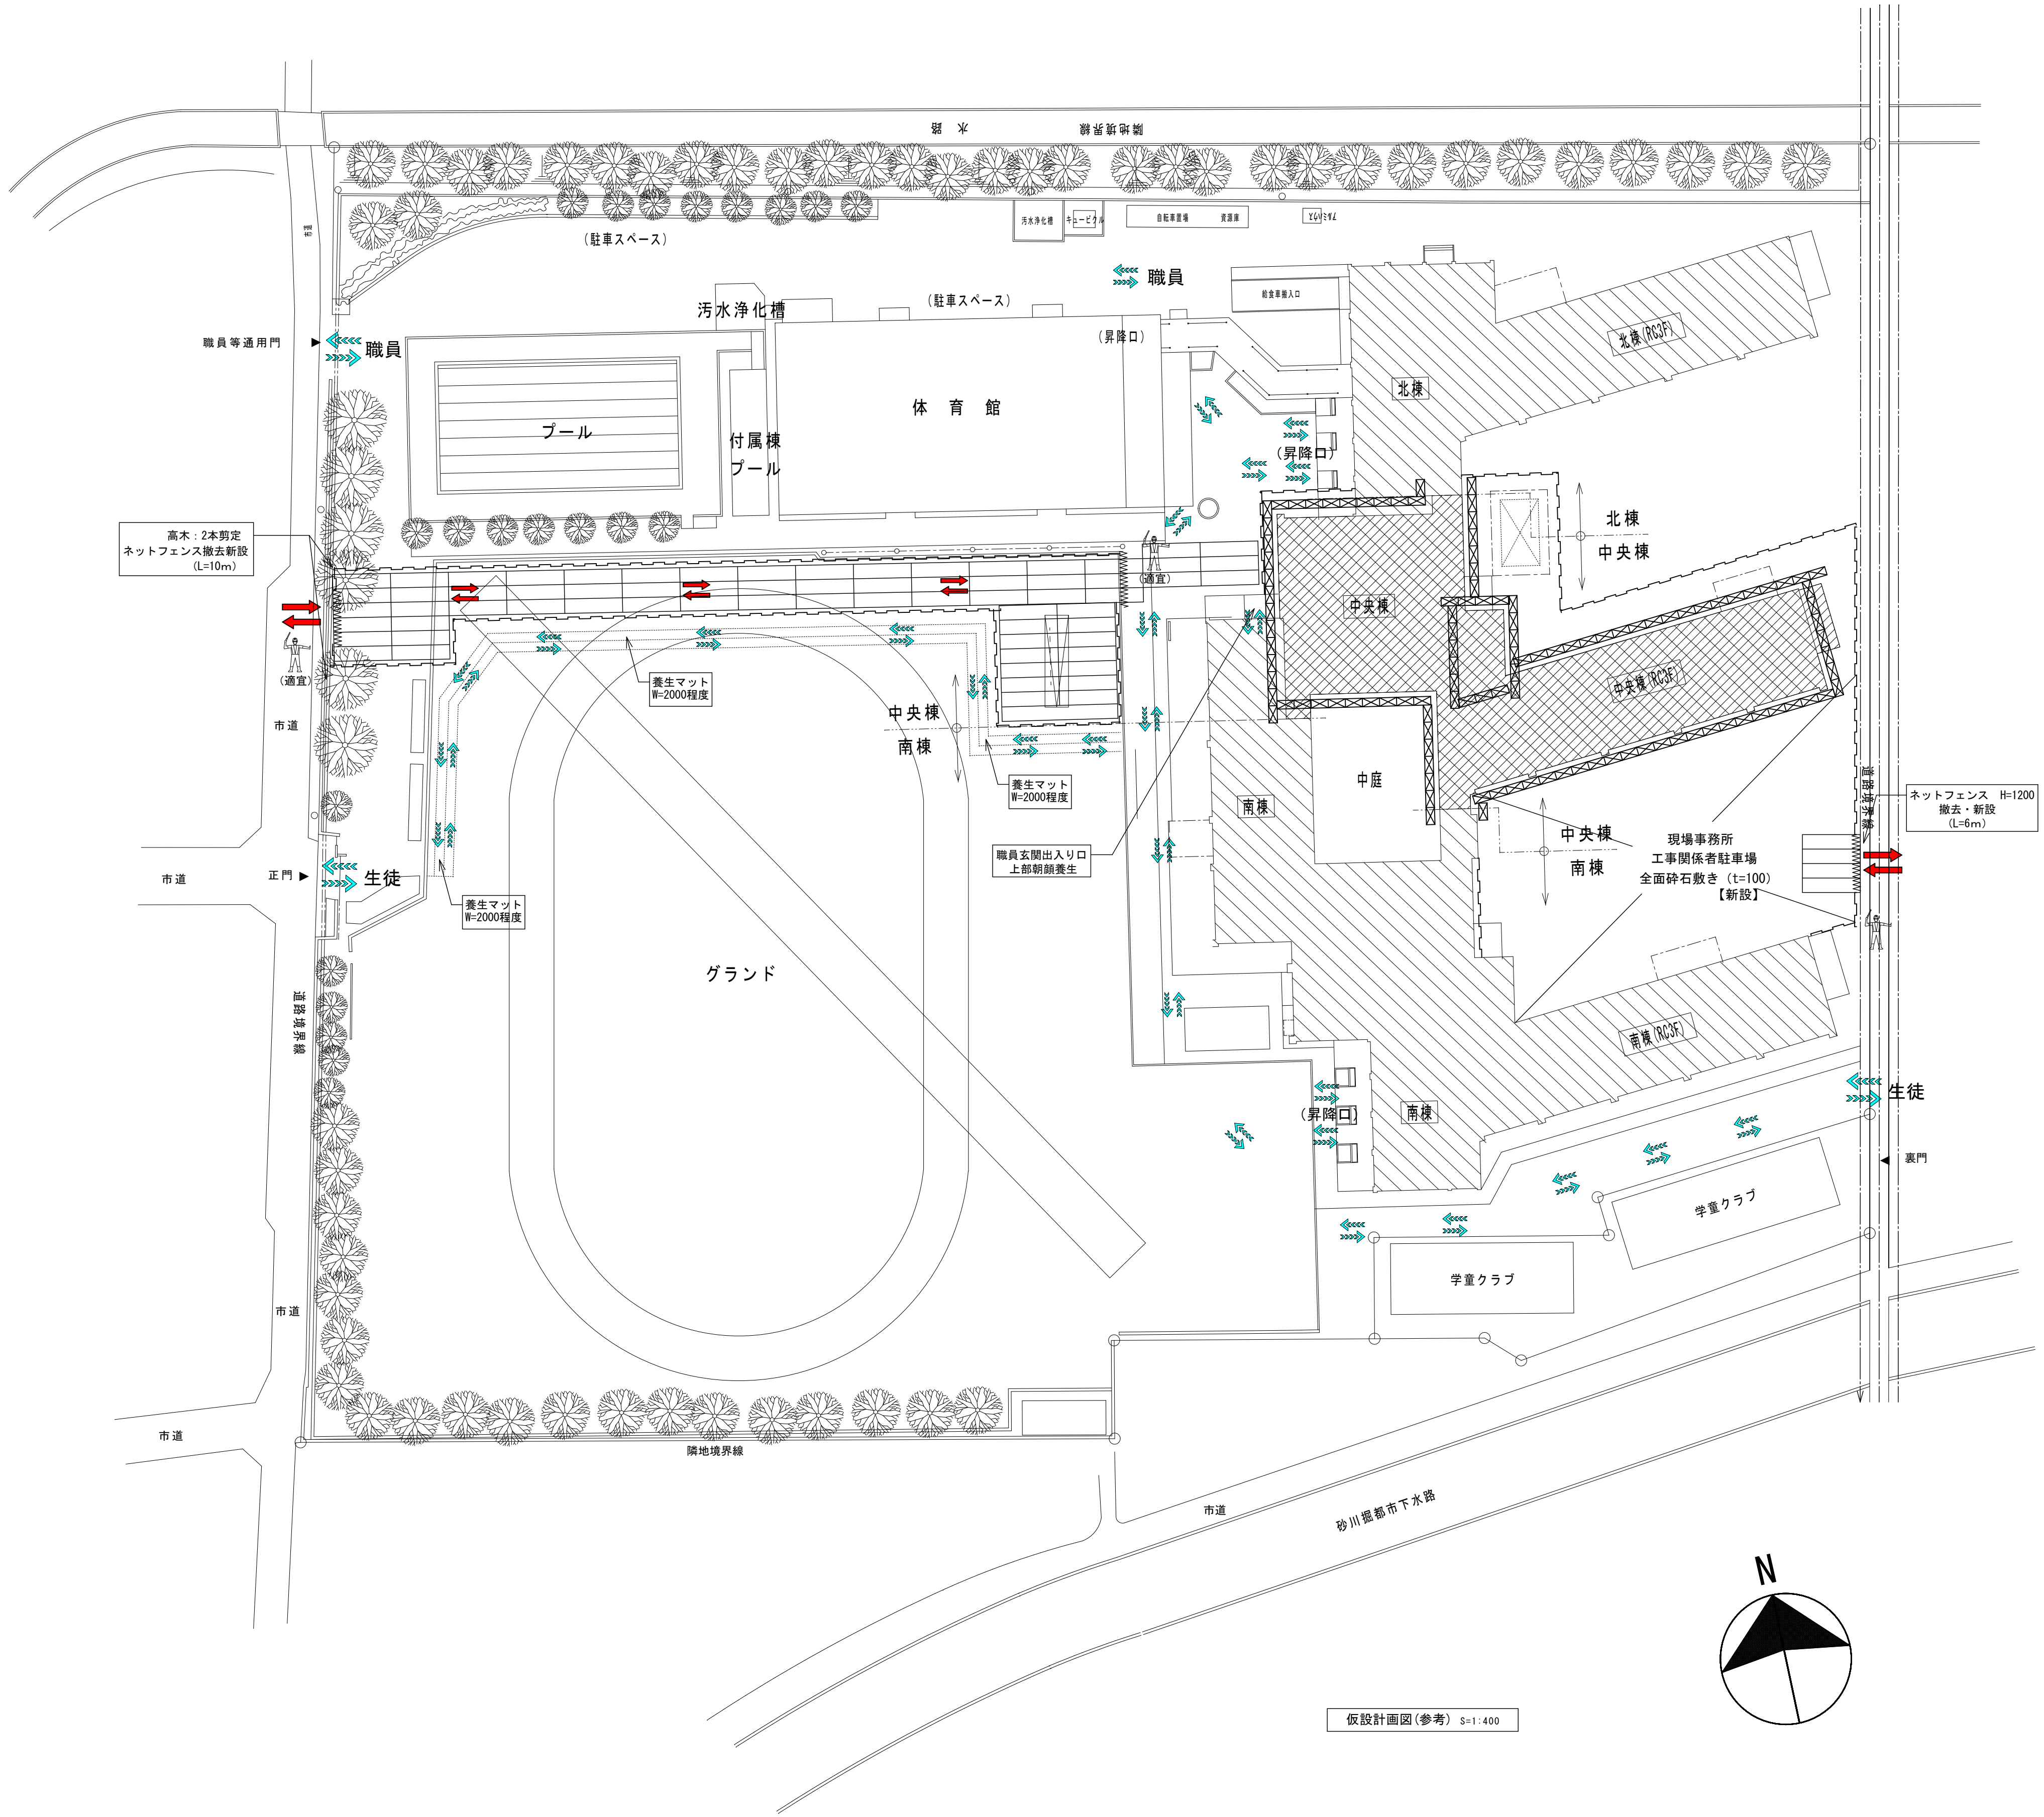 水 路
隣地境界線
市道
(駐車スペース)
汚水浄化槽
キュービクル
自転車置場
資源庫
職員
給食車搬入口
(駐車スペース)
汚水浄化槽
(昇降口)
職員等通用門
職員
北棟(RC3F)
北棟
体 育 館
プール
付属棟
プール
(昇降口)
北棟
中央棟
高木：2本剪定
ネットフェンス撤去新設
(L=10m)
(適宜)
(適宜)
中央棟
中央棟(RC3F)
養生マット
W=2000程度
中央棟
南棟
市道
養生マット
W=2000程度
中庭
南棟
道路境界線
ネットフェンス H=1200
撤去・新設
(L=6m)
中央棟
南棟
現場事務所
工事関係者駐車場
全面砕石敷き (t=100)
【新設】
職員玄関出入り口
上部朝顔養生
市道
正門
生徒
養生マット
W=2000程度
グランド
道路境界線
南棟(RC3F)
生徒
(昇降口)
南棟
裏門
学童クラブ
学童クラブ
市道
市道
隣地境界線
市道
砂川掘都市下水路
N
仮設計画図(参考) S=1:400